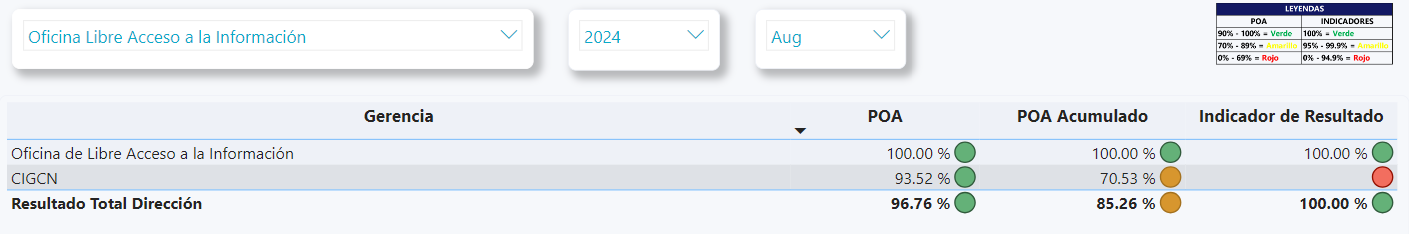 Oficina Libre Acceso a la Información
2024
Aug
LEYENDAS
POA INDICADORES
90% - 100% = Verde 100% = Verde
70% - 89% = Amarillo 95% - 99.9% = Amarillo
0% - 69% = Rojo 0% - 94.9% = Rojo
Gerencia POA POA Acumulado Indicador de Resultado
Oficina de Libre Acceso a la Información 100.00 % 100.00 % 100.00 %
CIGCN 93.52 % 70.53 %
Resultado Total Dirección 96.76 % 85.26 % 100.00 %